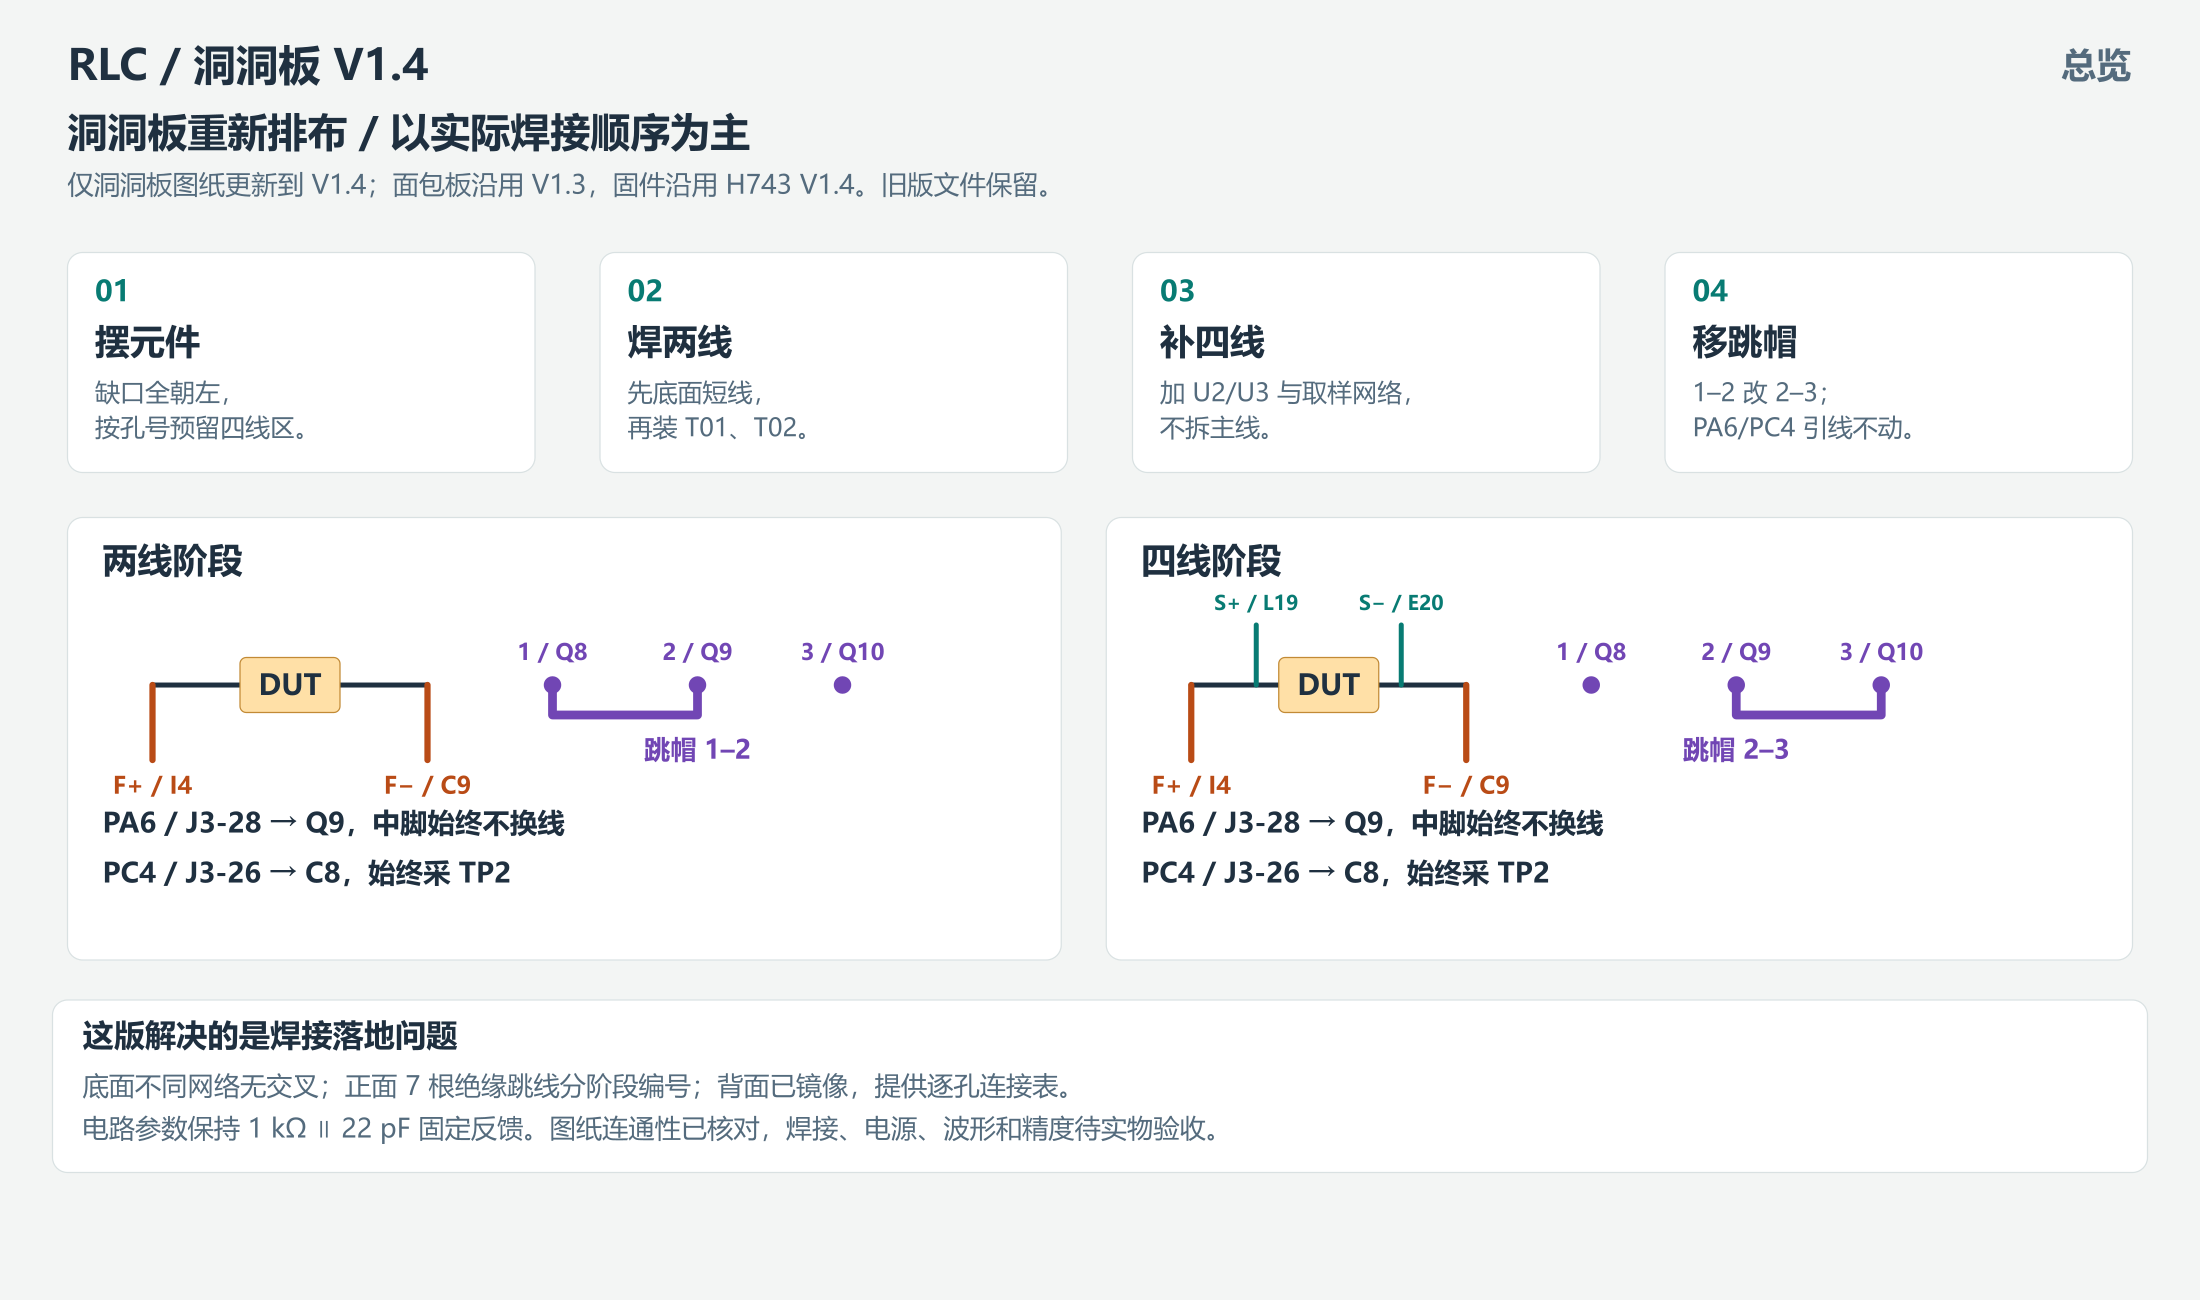 RLC / 洞洞板 V1.4
总览
洞洞板重新排布 / 以实际焊接顺序为主
仅洞洞板图纸更新到 V1.4；面包板沿用 V1.3，固件沿用 H743 V1.4。旧版文件保留。
01
摆元件
缺口全朝左，
按孔号预留四线区。
02
焊两线
先底面短线，
再装 T01、T02。
03
补四线
加 U2/U3 与取样网络，
不拆主线。
04
移跳帽
1–2 改 2–3；
PA6/PC4 引线不动。
两线阶段
DUT
1 / Q8
2 / Q9
3 / Q10
跳帽 1–2
F+ / I4
F− / C9
PA6 / J3-28 → Q9，中脚始终不换线
PC4 / J3-26 → C8，始终采 TP2
四线阶段
S+ / L19
S− / E20
DUT
1 / Q8
2 / Q9
3 / Q10
跳帽 2–3
F+ / I4
F− / C9
PA6 / J3-28 → Q9，中脚始终不换线
PC4 / J3-26 → C8，始终采 TP2
这版解决的是焊接落地问题
底面不同网络无交叉；正面 7 根绝缘跳线分阶段编号；背面已镜像，提供逐孔连接表。
电路参数保持 1 kΩ ∥ 22 pF 固定反馈。图纸连通性已核对，焊接、电源、波形和精度待实物验收。